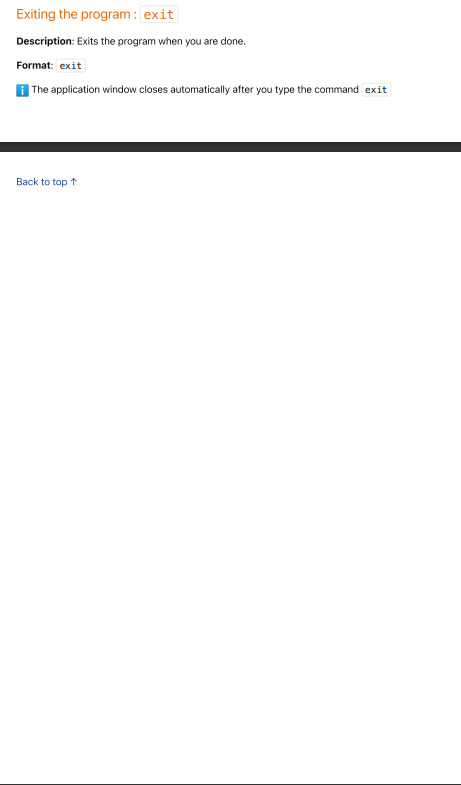 Exiting the program : exit
Description: Exits the program when you are done.
Format: exit
ℹ️ The application window closes automatically after you type the command exit
Back to top ↑